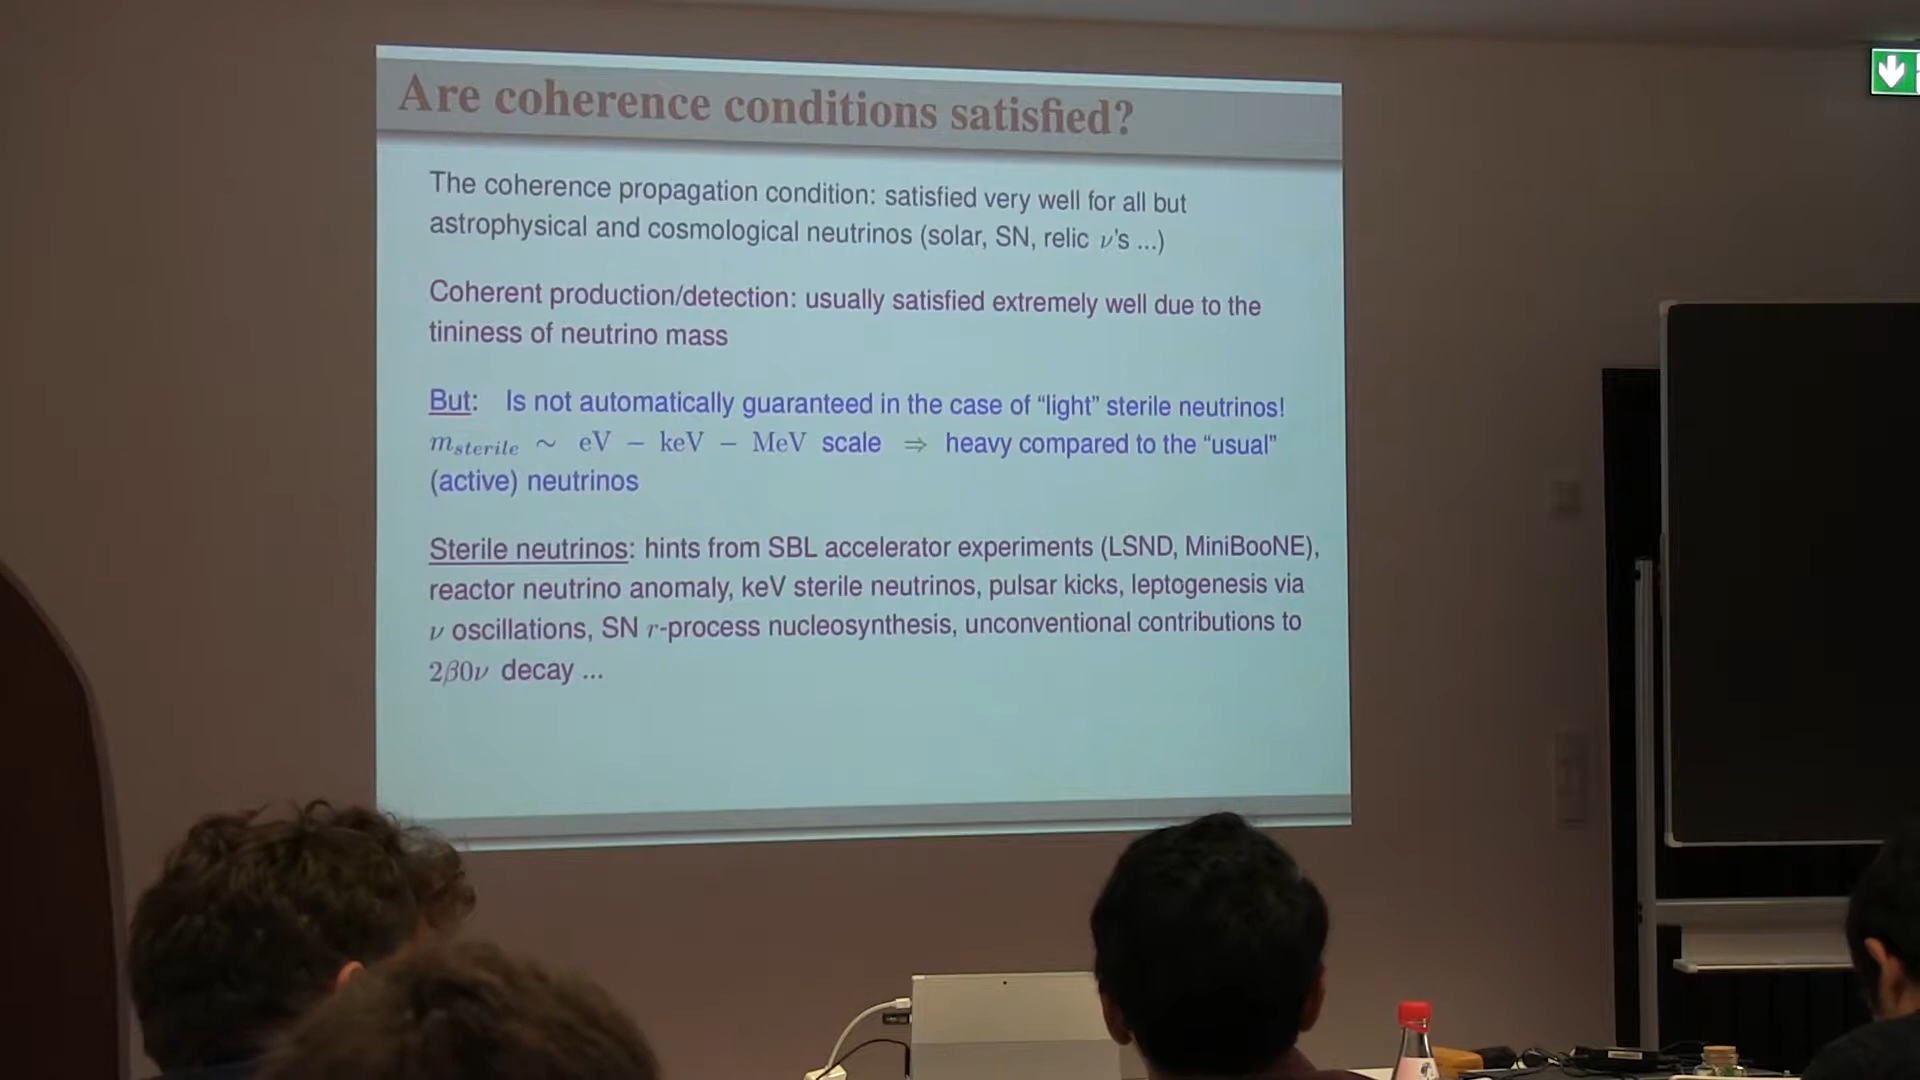 Are coherence conditions satisfied?
The coherence propagation condition: satisfied very well for all but
astrophysical and cosmological neutrinos (solar, SN, relic ν's ...)
Coherent production/detection: usually satisfied extremely well due to the
tininess of neutrino mass
But: Is not automatically guaranteed in the case of “light” sterile neutrinos!
m_sterile ∼ eV − keV − MeV scale ⇒ heavy compared to the “usual”
(active) neutrinos
Sterile neutrinos: hints from SBL accelerator experiments (LSND, MiniBooNE),
reactor neutrino anomaly, keV sterile neutrinos, pulsar kicks, leptogenesis via
ν oscillations, SN r-process nucleosynthesis, unconventional contributions to
2β0ν decay ...